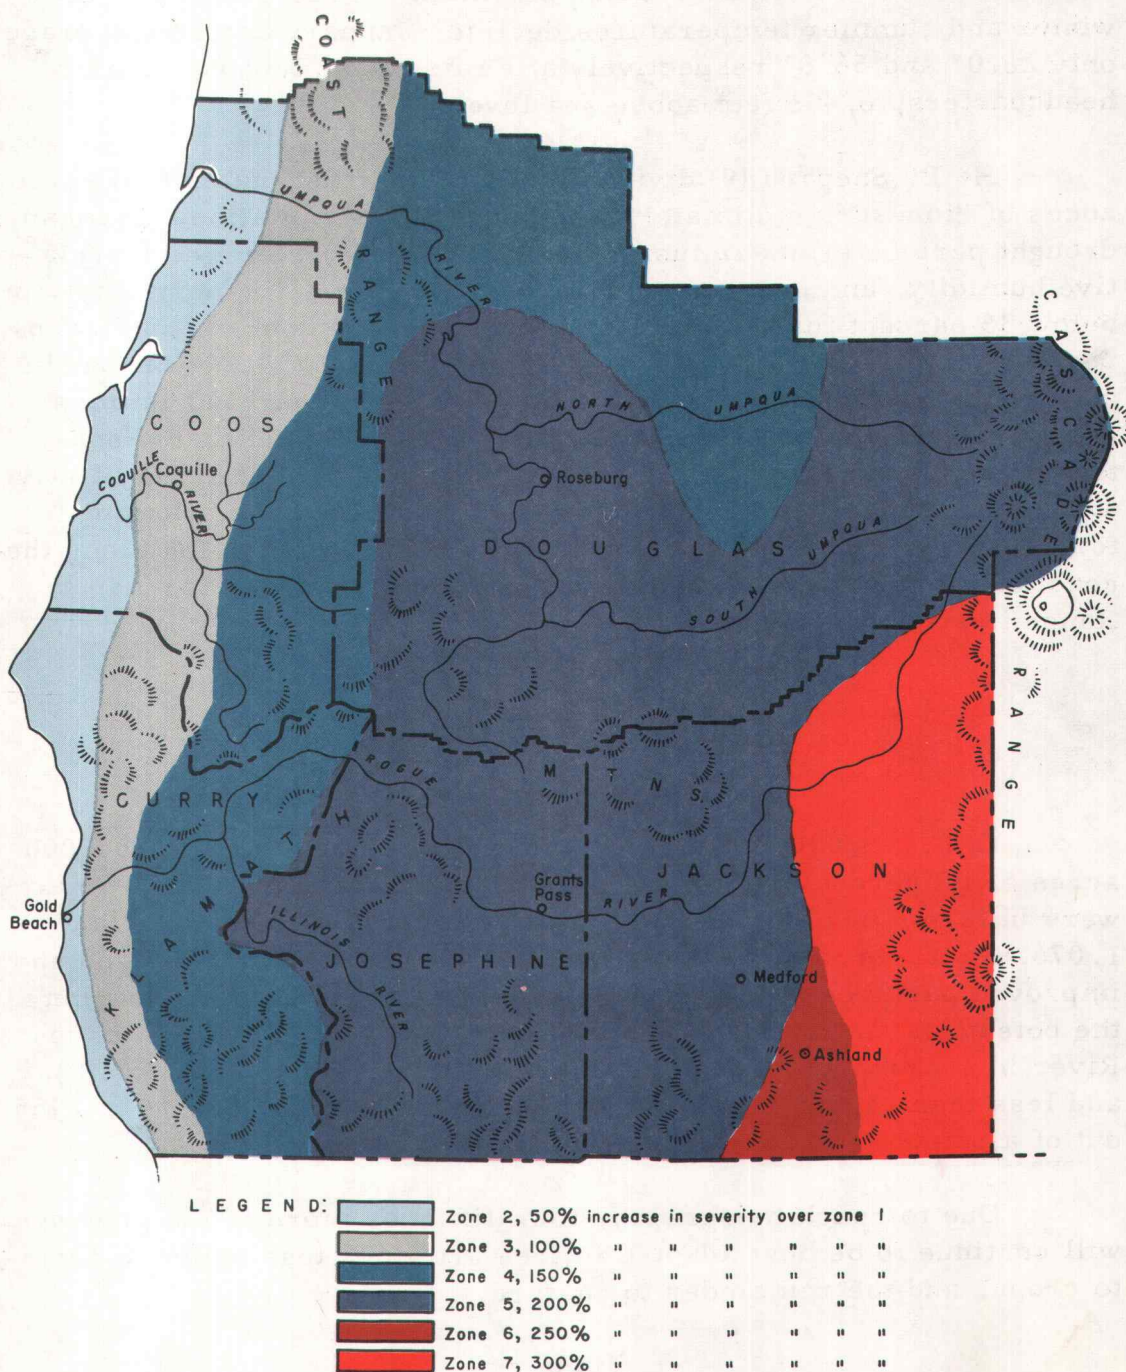 COAST
UMPQUA
RIVER
RANGE
CASCADE
COOS
NORTH UMPQUA
COQUILLE
RIVER
Coquille
Roseburg
DOUGLAS
SOUTH UMPQUA
RANGE
ROGUE
MTNS
CURRY
KLAMATH
JACKSON
Grants
Pass
RIVER
Gold
Beach
ILLINOIS
RIVER
JOSEPHINE
Medford
Ashland
LEGEND:
Zone 2, 50% increase in severity over zone 1
Zone 3, 100% " " " " " "
Zone 4, 150% " " " " " "
Zone 5, 200% " " " " " "
Zone 6, 250% " " " " " "
Zone 7, 300% " " " " " "